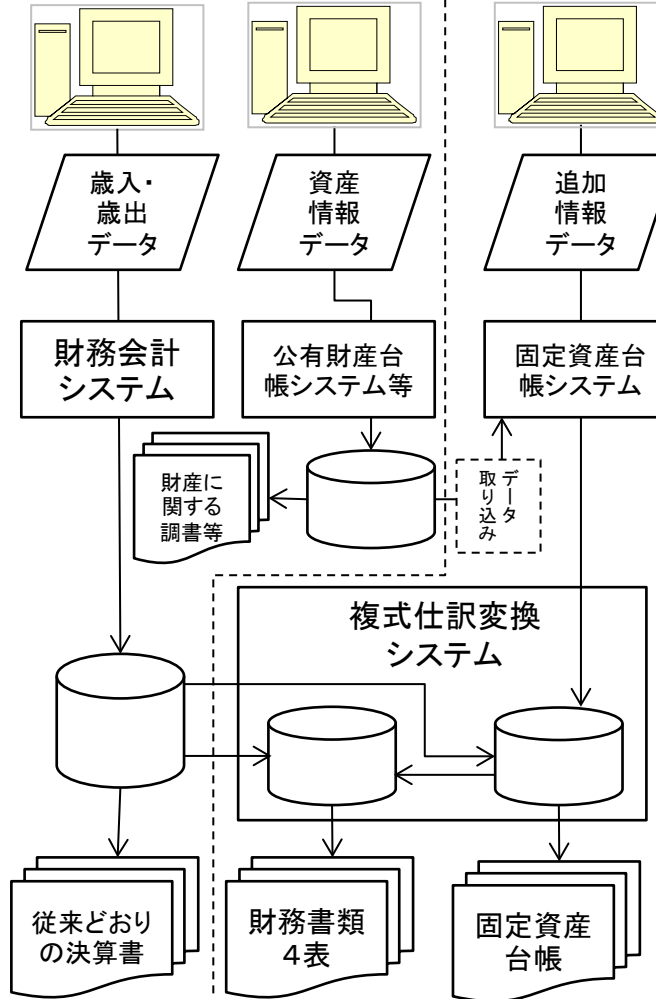 歳入・
歳出
データ
資産
情報
データ
追加
情報
データ
財務会計
システム
公有財産台
帳システム等
固定資産台
帳システム
財産に
関する
調書等
データ
取り込み
複式仕訳変換
システム
従来どおり
の決算書
財務書類
４表
固定資産
台帳